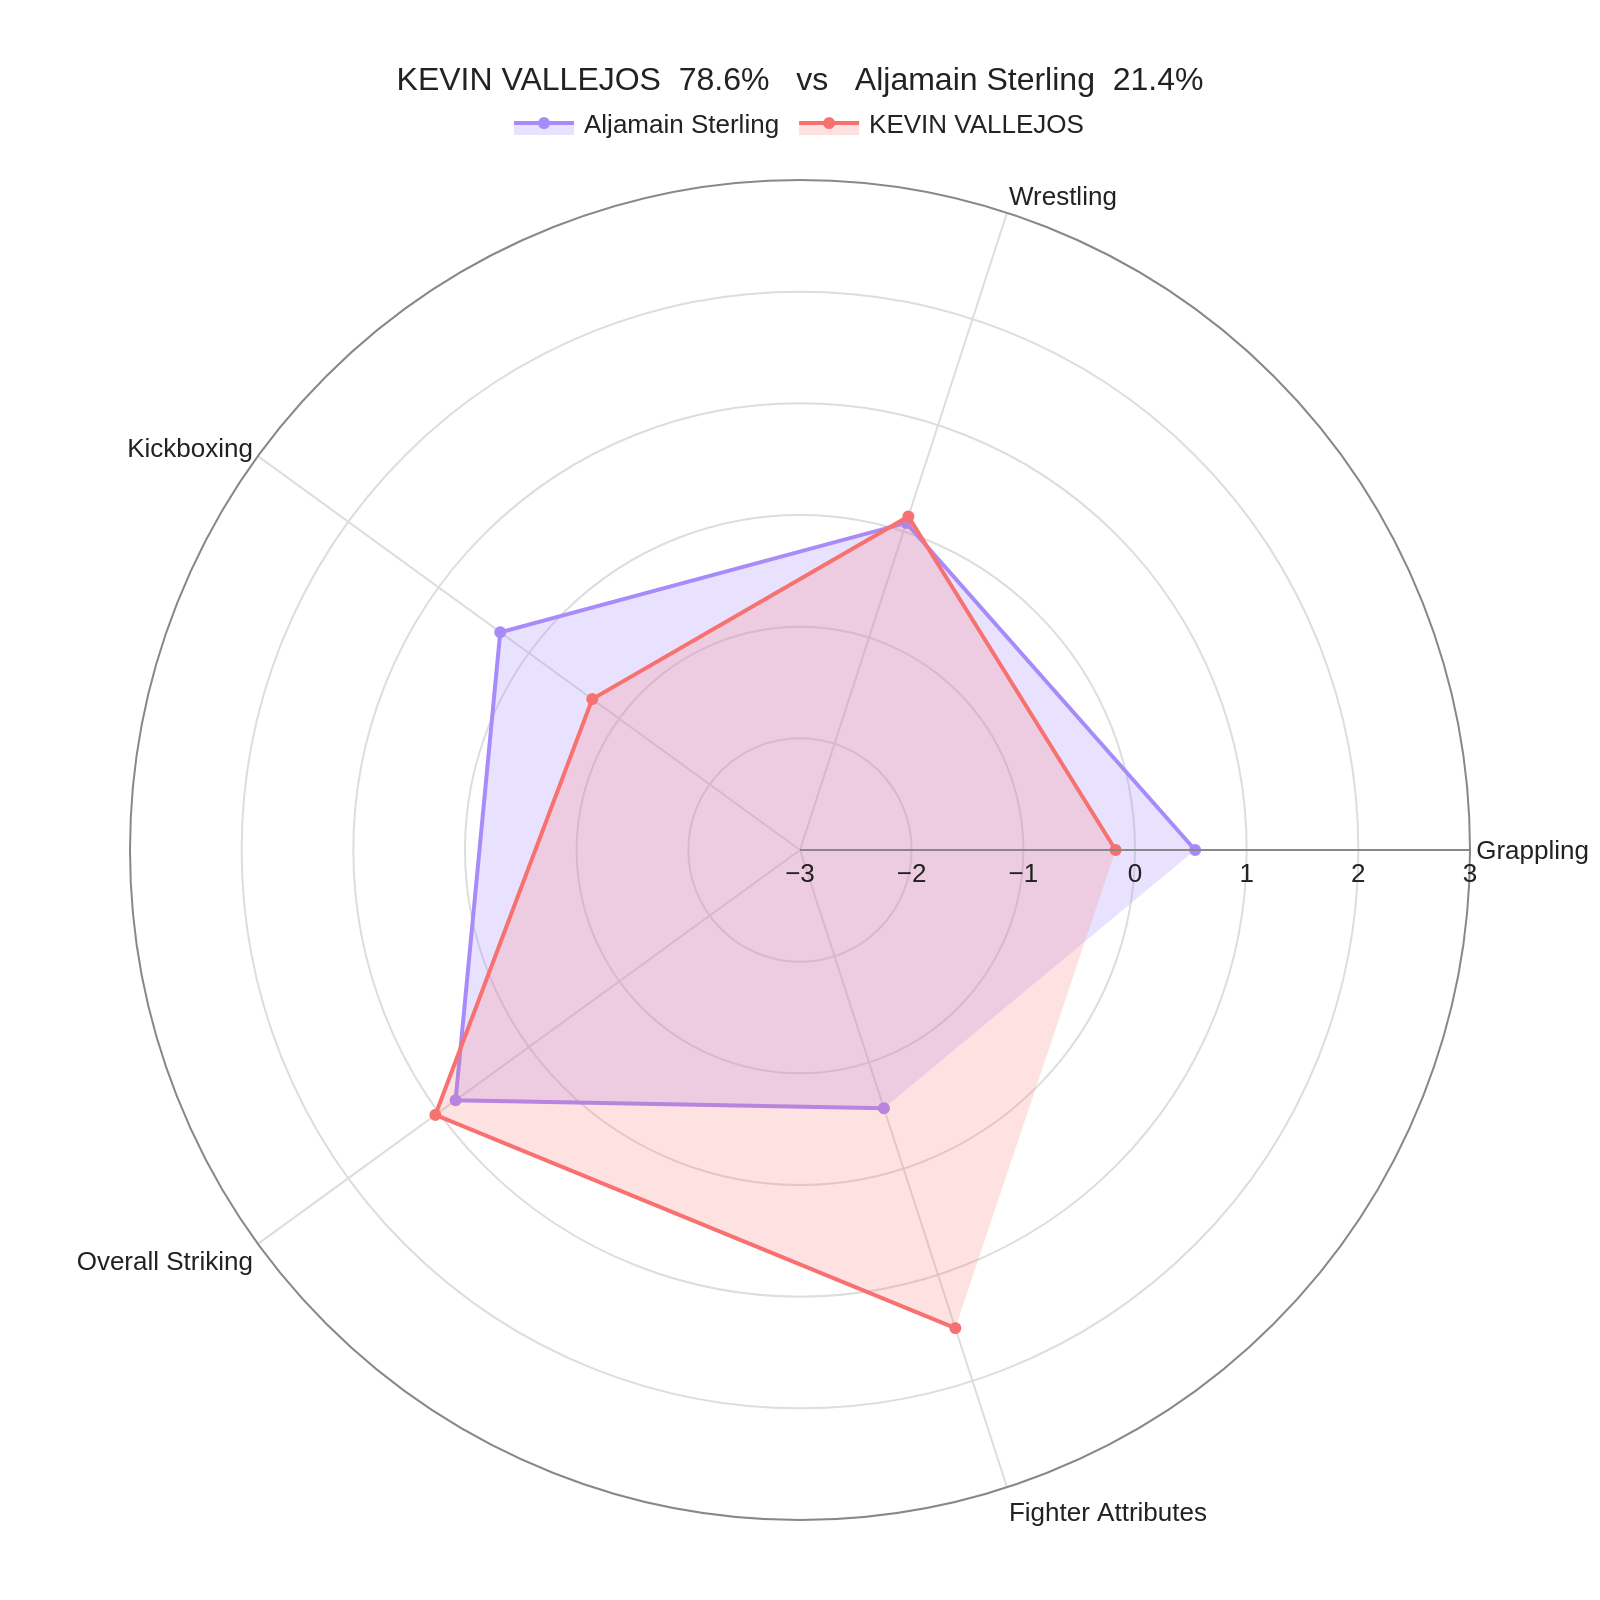 KEVIN VALLEJOS 78.6% vs Aljamain Sterling 21.4%
Aljamain Sterling KEVIN VALLEJOS
Wrestling
Kickboxing
Grappling
−3 −2 −1 0 1 2 3
Overall Striking
Fighter Attributes